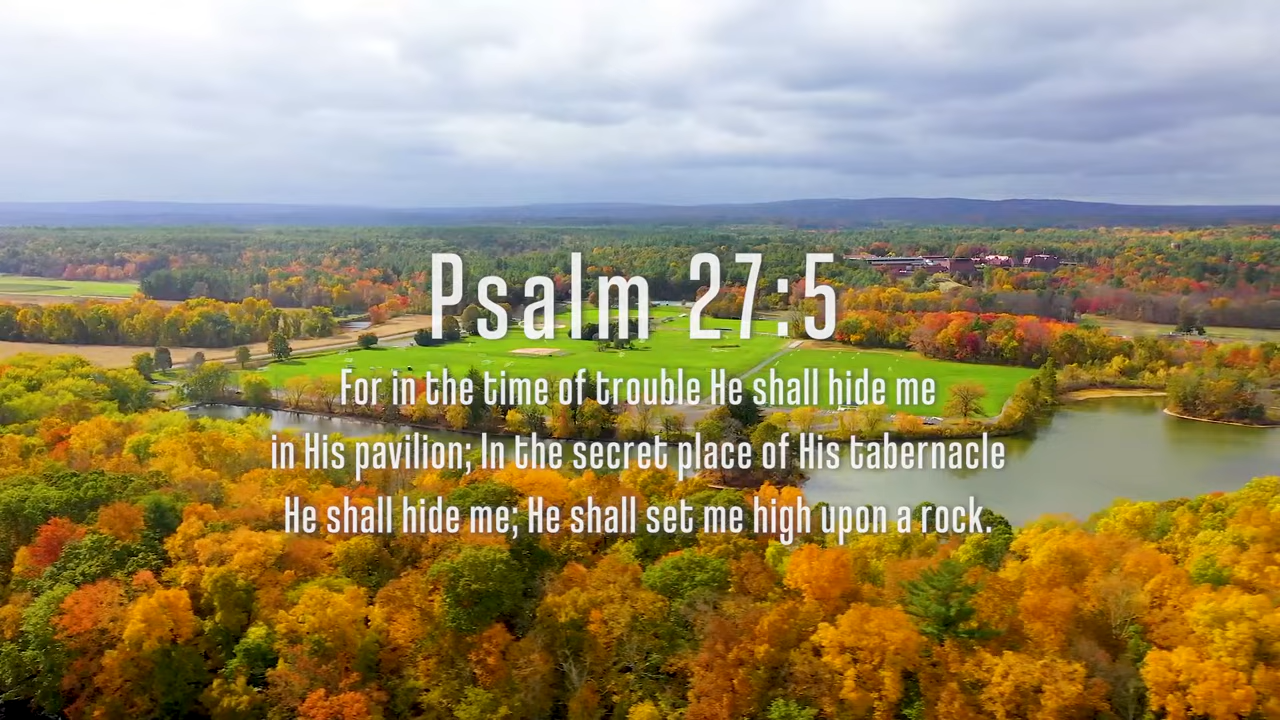 Psalm 27:5
For in the time of trouble He shall hide me
in His pavilion; In the secret place of His tabernacle
He shall hide me; He shall set me high upon a rock.